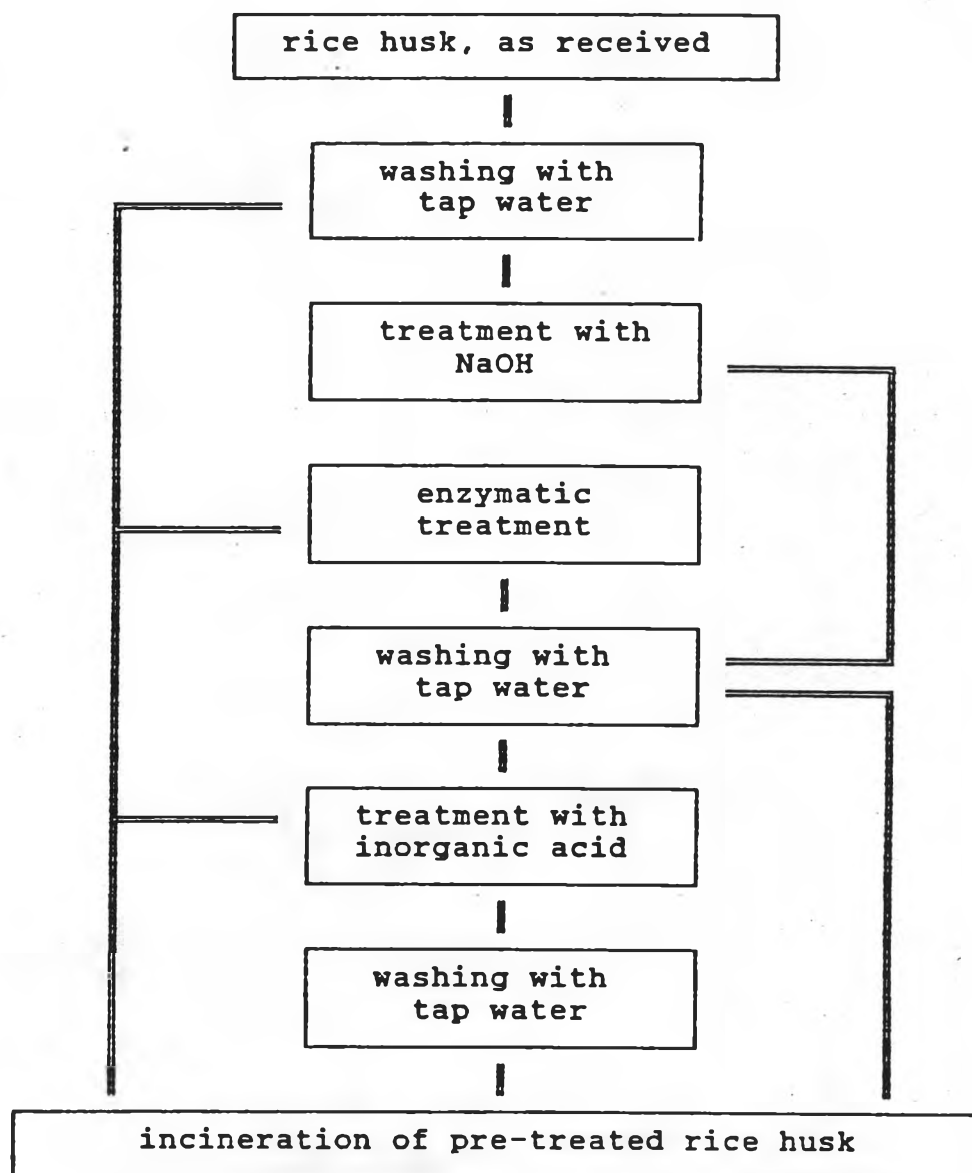 rice husk, as received
washing with
tap water
treatment with
NaOH
enzymatic
treatment
washing with
tap water
treatment with
inorganic acid
washing with
tap water
incineration of pre-treated rice husk